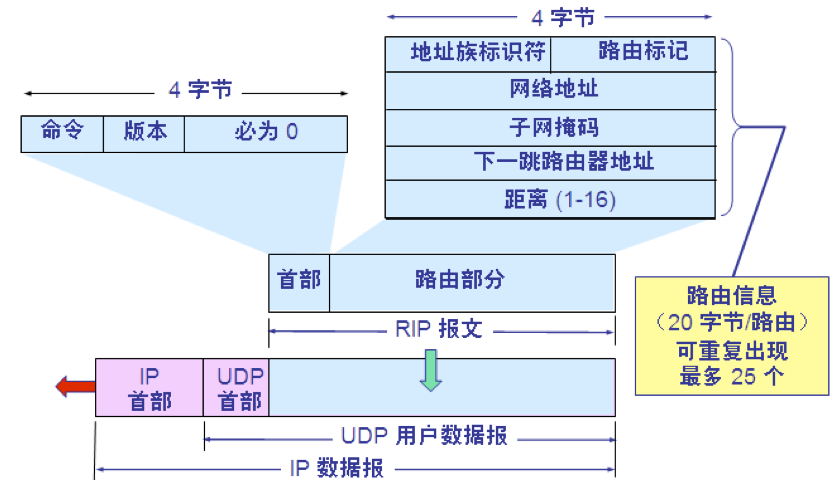 4 字节
地址族标识符 路由标记
网络地址
子网掩码
下一跳路由器地址
距离 (1-16)
4 字节
命令 版本 必为 0
首部 路由部分
RIP 报文
路由信息
（20 字节/路由）
可重复出现
最多 25 个
IP
首部
UDP
首部
UDP 用户数据报
IP 数据报